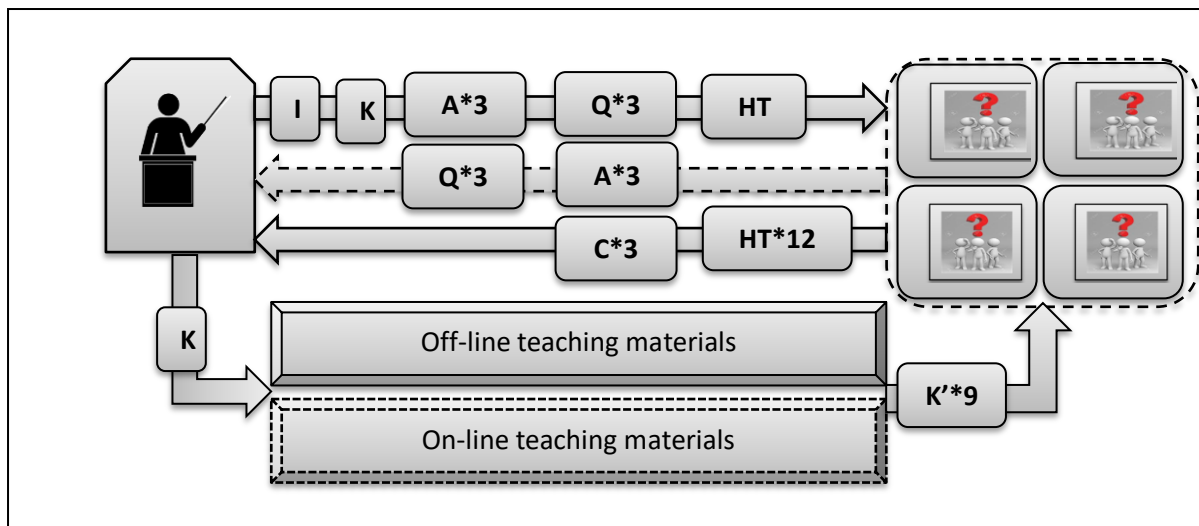 I K A*3 Q*3 HT
Q*3 A*3
C*3 HT*12
K
Off-line teaching materials
K’*9
On-line teaching materials
? ? ? ?